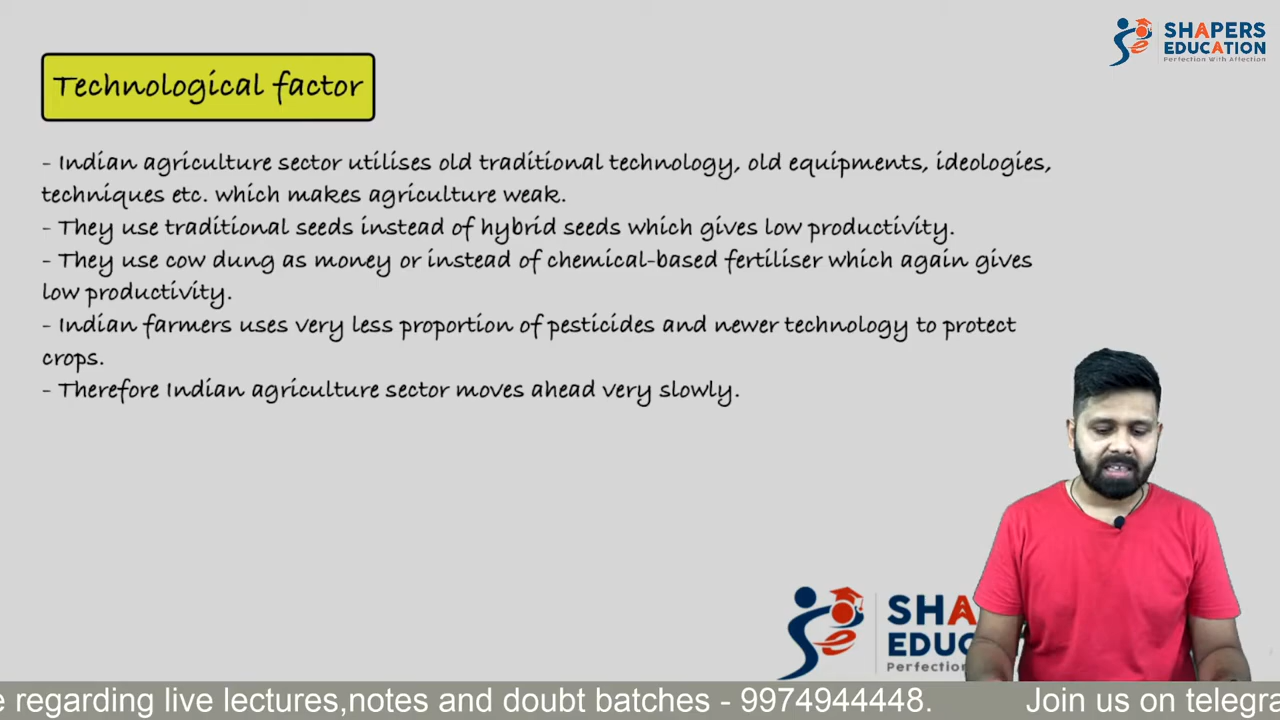 SHAPERS
EDUCATION
Perfection With Affection
Technological factor
- Indian agriculture sector utilises old traditional technology, old equipments, ideologies,
techniques etc. which makes agriculture weak.
- They use traditional seeds instead of hybrid seeds which gives low productivity.
- They use cow dung as money or instead of chemical-based fertiliser which again gives
low productivity.
- Indian farmers uses very less proportion of pesticides and newer technology to protect
crops.
- Therefore Indian agriculture sector moves ahead very slowly.
SHA
EDUC
Perfection
e regarding live lectures,notes and doubt batches - 9974944448. Join us on telegra